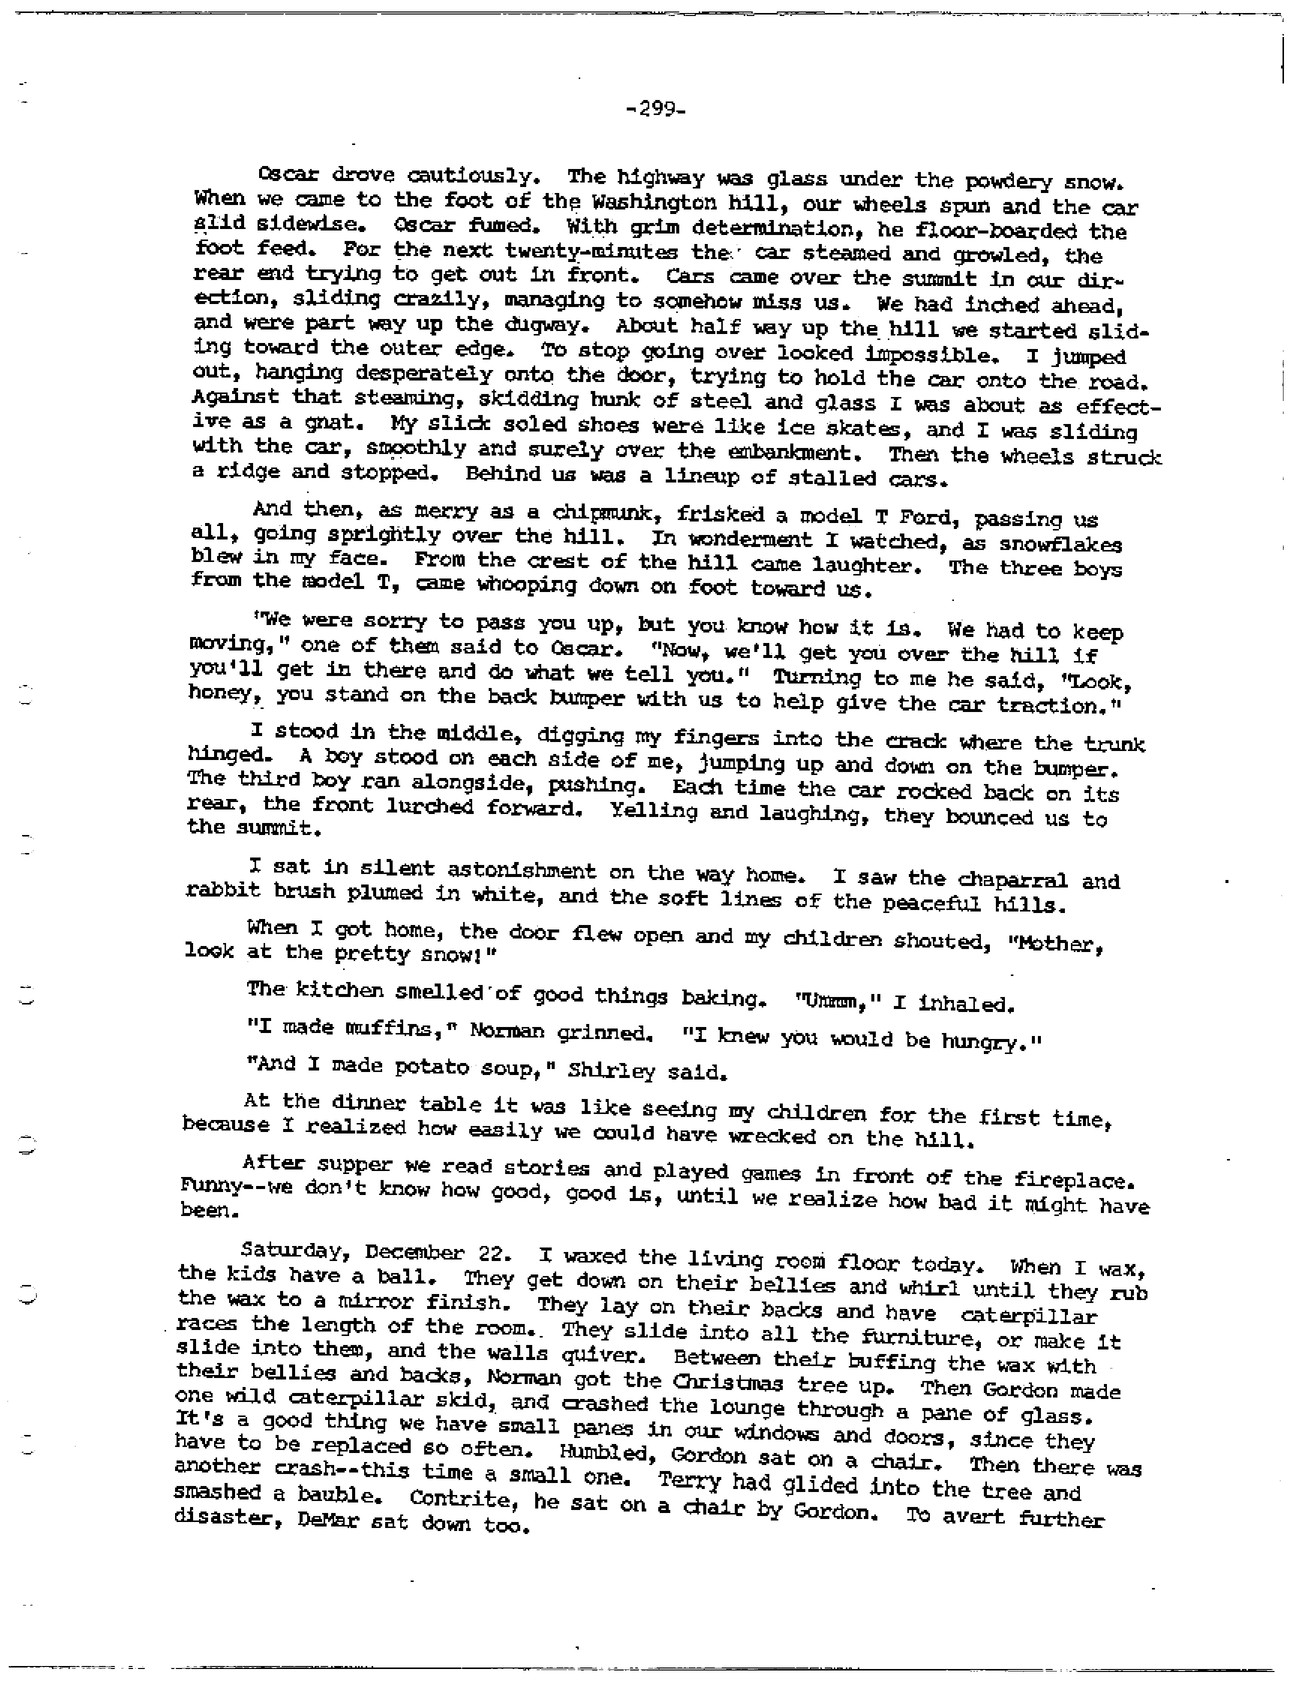 -299-
Oscar drove cautiously. The highway was glass under the powdery snow.
When we came to the foot of the Washington hill, our wheels spun and the car
slid sidewise. Oscar fumed. With grim determination, he floor-boarded the
foot feed. For the next twenty-minutes the car steamed and growled, the
rear end trying to get out in front. Cars came over the summit in our dir-
ection, sliding crazily, managing to somehow miss us. We had inched ahead,
and were part way up the dugway. About half way up the hill we started slid-
ing toward the outer edge. To stop going over looked impossible. I jumped
out, hanging desperately onto the door, trying to hold the car onto the road.
Against that steaming, skidding hunk of steel and glass I was about as effect-
ive as a gnat. My slick soled shoes were like ice skates, and I was sliding
with the car, smoothly and surely over the embankment. Then the wheels struck
a ridge and stopped. Behind us was a lineup of stalled cars.
And then, as merry as a chipmunk, frisked a model T Ford, passing us
all, going sprightly over the hill. In wonderment I watched, as snowflakes
blew in my face. From the crest of the hill came laughter. The three boys
from the model T, came whooping down on foot toward us.
"We were sorry to pass you up, but you know how it is. We had to keep
moving," one of them said to Oscar. "Now, we'll get you over the hill if
you'll get in there and do what we tell you." Turning to me he said, "Look,
honey, you stand on the back bumper with us to help give the car traction."
I stood in the middle, digging my fingers into the crack where the trunk
hinged. A boy stood on each side of me, jumping up and down on the bumper.
The third boy ran alongside, pushing. Each time the car rocked back on its
rear, the front lurched forward. Yelling and laughing, they bounced us to
the summit.
I sat in silent astonishment on the way home. I saw the chaparral and
rabbit brush plumed in white, and the soft lines of the peaceful hills.
When I got home, the door flew open and my children shouted, "Mother,
look at the pretty snow!"
The kitchen smelled of good things baking. "Ummm," I inhaled.
"I made muffins," Norman grinned. "I knew you would be hungry."
"And I made potato soup," Shirley said.
At the dinner table it was like seeing my children for the first time,
because I realized how easily we could have wrecked on the hill.
After supper we read stories and played games in front of the fireplace.
Funny--we don't know how good, good is, until we realize how bad it might have
been.
Saturday, December 22. I waxed the living room floor today. When I wax,
the kids have a ball. They get down on their bellies and whirl until they rub
the wax to a mirror finish. They lay on their backs and have caterpillar
races the length of the room. They slide into all the furniture, or make it
slide into them, and the walls quiver. Between their buffing the wax with
their bellies and backs, Norman got the Christmas tree up. Then Gordon made
one wild caterpillar skid, and crashed the lounge through a pane of glass.
It's a good thing we have small panes in our windows and doors, since they
have to be replaced so often. Humbled, Gordon sat on a chair. Then there was
another crash--this time a small one. Terry had glided into the tree and
smashed a bauble. Contrite, he sat on a chair by Gordon. To avert further
disaster, DeMar sat down too.